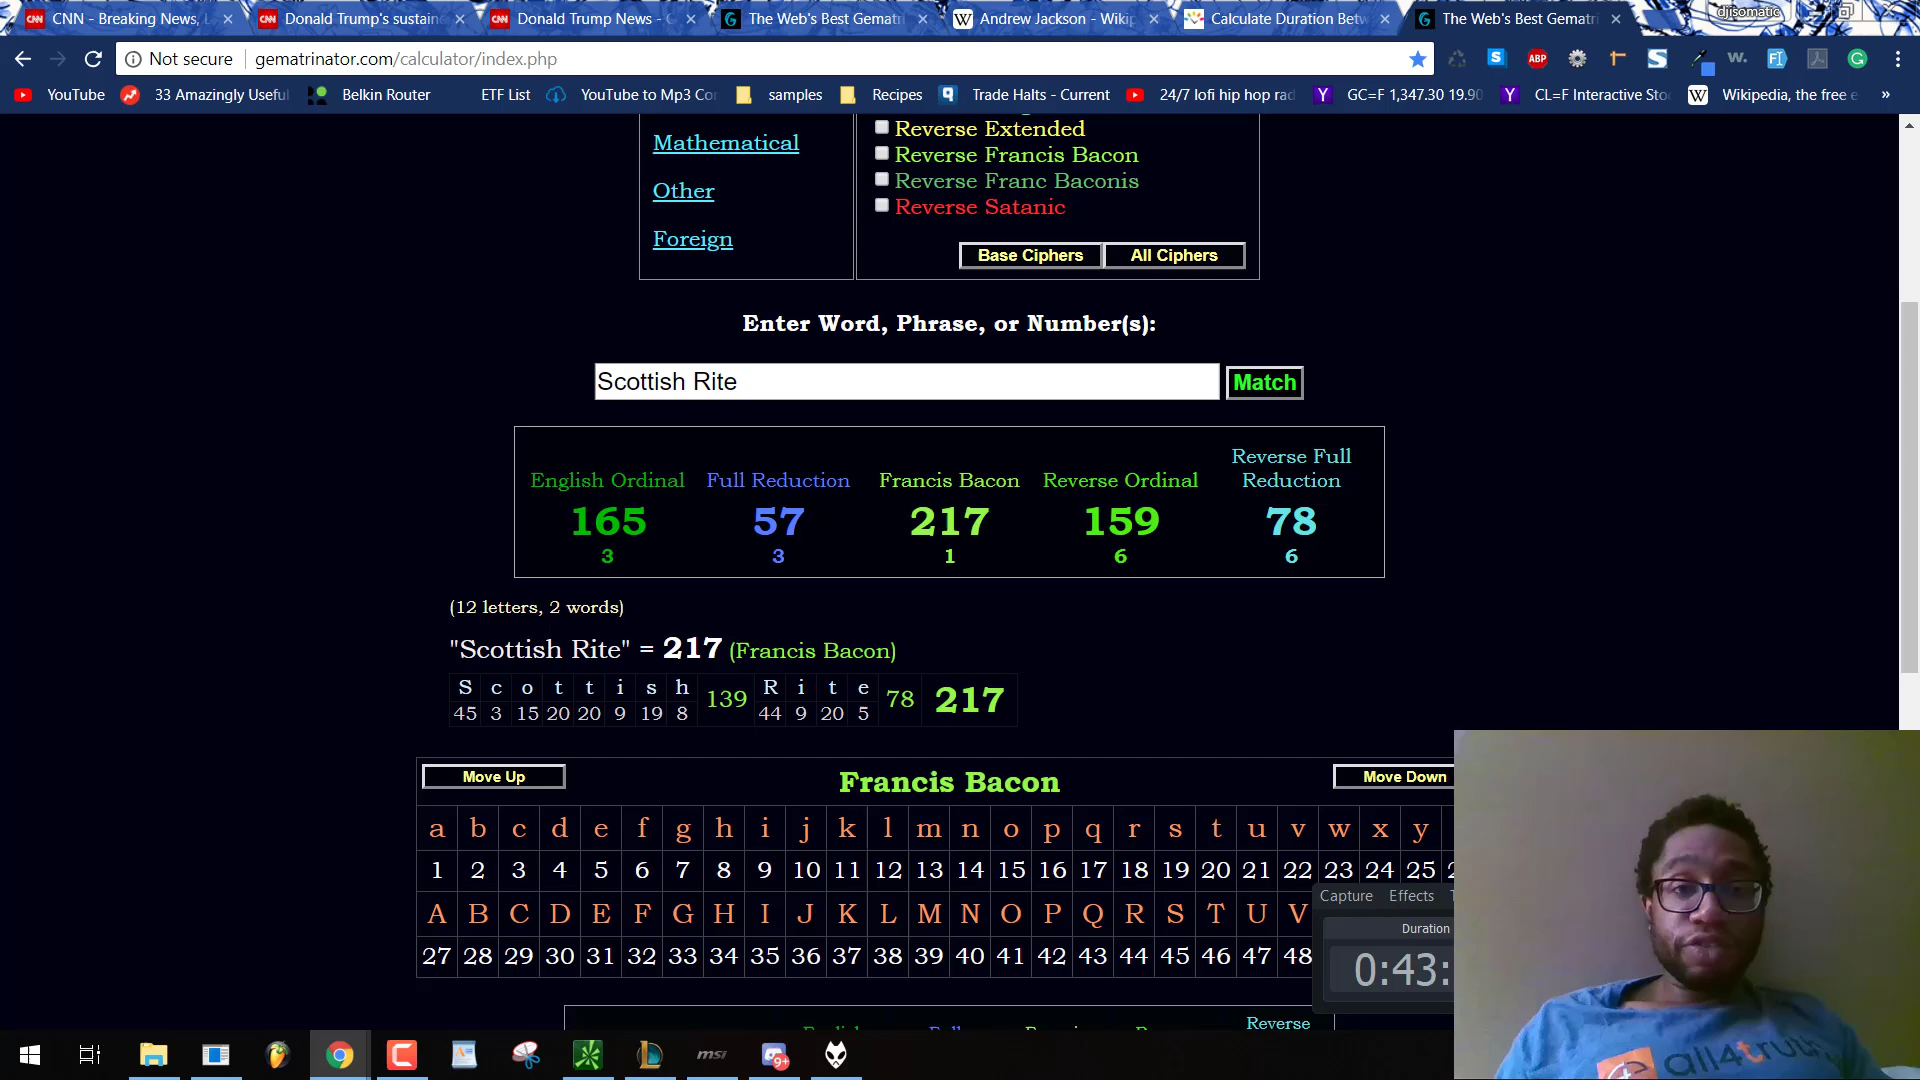 CNN - Breaking News, L
Donald Trump's sustain
Donald Trump News - C
The Web's Best Gematri
Andrew Jackson - Wikip
Calculate Duration Betw
The Web's Best Gematri
djisomatic
Not secure
gematrinator.com/calculator/index.php
YouTube
33 Amazingly Useful
Belkin Router
ETF List
YouTube to Mp3 Co
samples
Recipes
Trade Halts - Current
24/7 lofi hip hop rad
GC=F 1,347.30 19.90
CL=F Interactive Sto
Wikipedia, the free e
»
Mathematical
Other
Foreign
Reverse Extended
Reverse Francis Bacon
Reverse Franc Baconis
Reverse Satanic
Base Ciphers
All Ciphers
Enter Word, Phrase, or Number(s):
Scottish Rite
Match
English Ordinal Full Reduction Francis Bacon Reverse Ordinal Reverse Full Reduction
165 57 217 159 78
3 3 1 6 6
(12 letters, 2 words)
"Scottish Rite" = 217 (Francis Bacon)
S c o t t i s h 139 R i t e 78 217
45 3 15 20 20 9 19 8 44 9 20 5
Move Up
Francis Bacon
Move Down
a b c d e f g h i j k l m n o p q r s t u v w x y
1 2 3 4 5 6 7 8 9 10 11 12 13 14 15 16 17 18 19 20 21 22 23 24 25
A B C D E F G H I J K L M N O P Q R S T U V
27 28 29 30 31 32 33 34 35 36 37 38 39 40 41 42 43 44 45 46 47 48
Capture Effects
Duration
0:43:
Reverse
msi
9+
all4truth